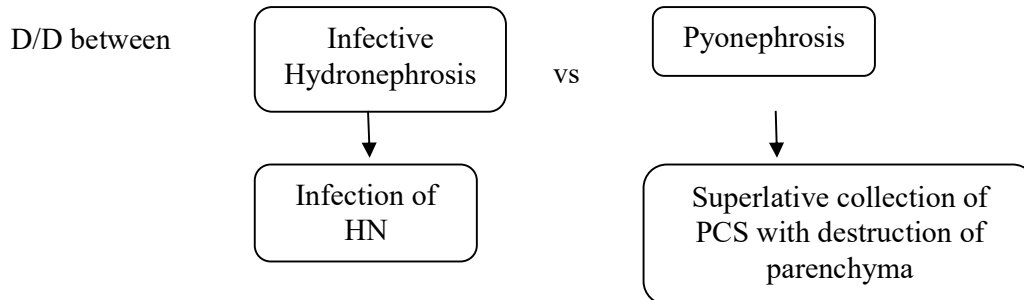 D/D between
Infective
Hydronephrosis
vs
Pyonephrosis
Infection of
HN
Superlative collection of
PCS with destruction of
parenchyma